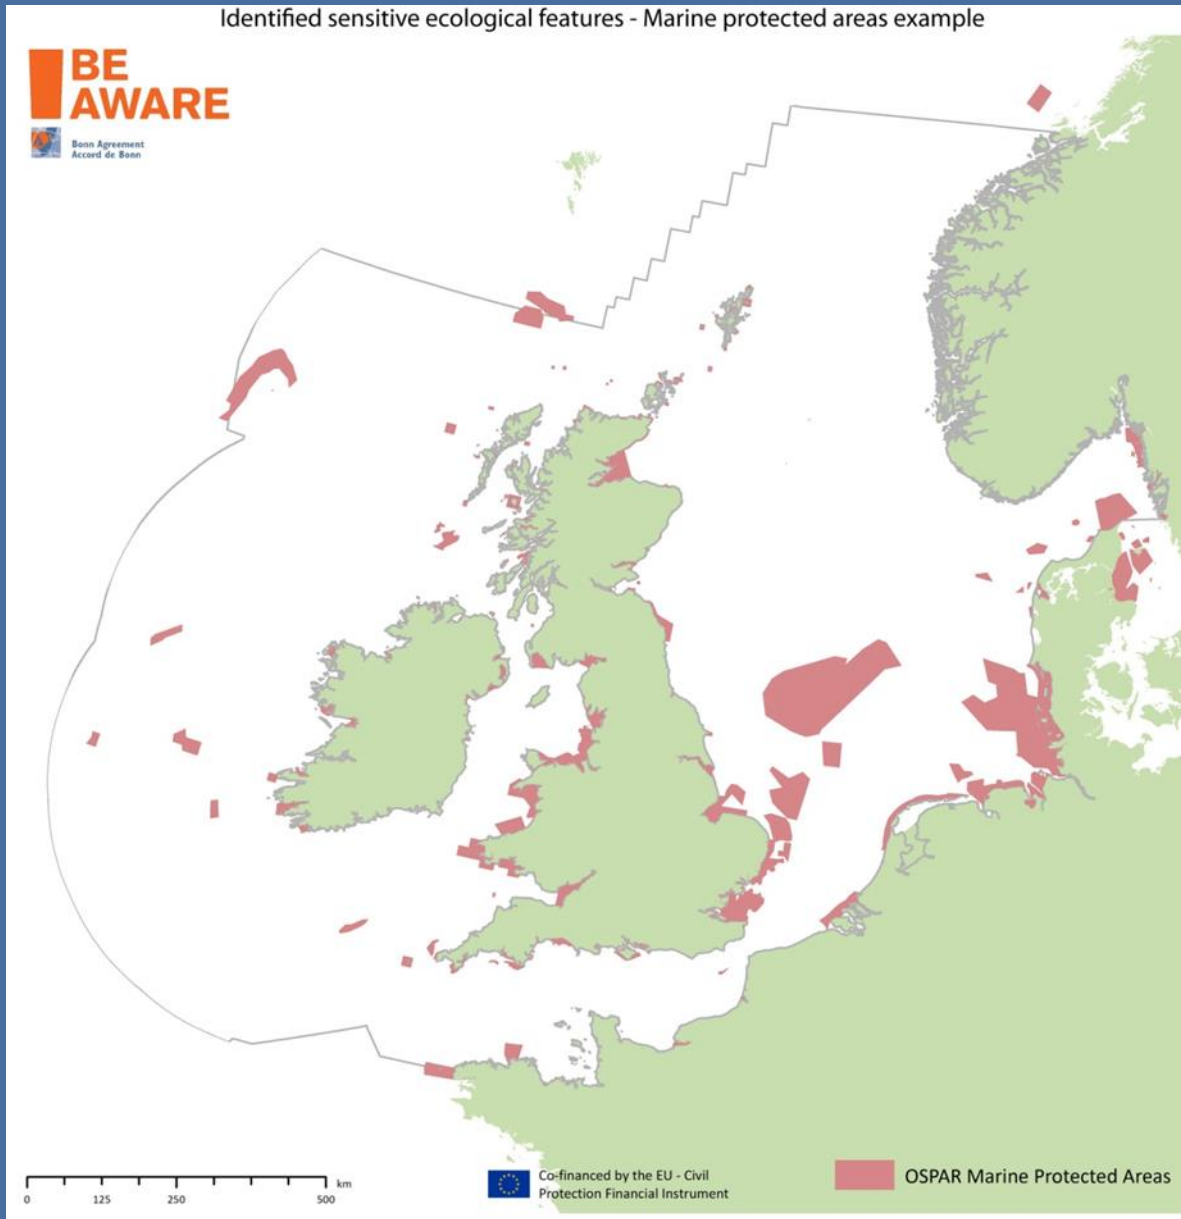 Identified sensitive ecological features - Marine protected areas example
BE
AWARE
Bonn Agreement
Accord de Bonn
km
0 125 250 500
Co-financed by the EU - Civil
Protection Financial Instrument
OSPAR Marine Protected Areas